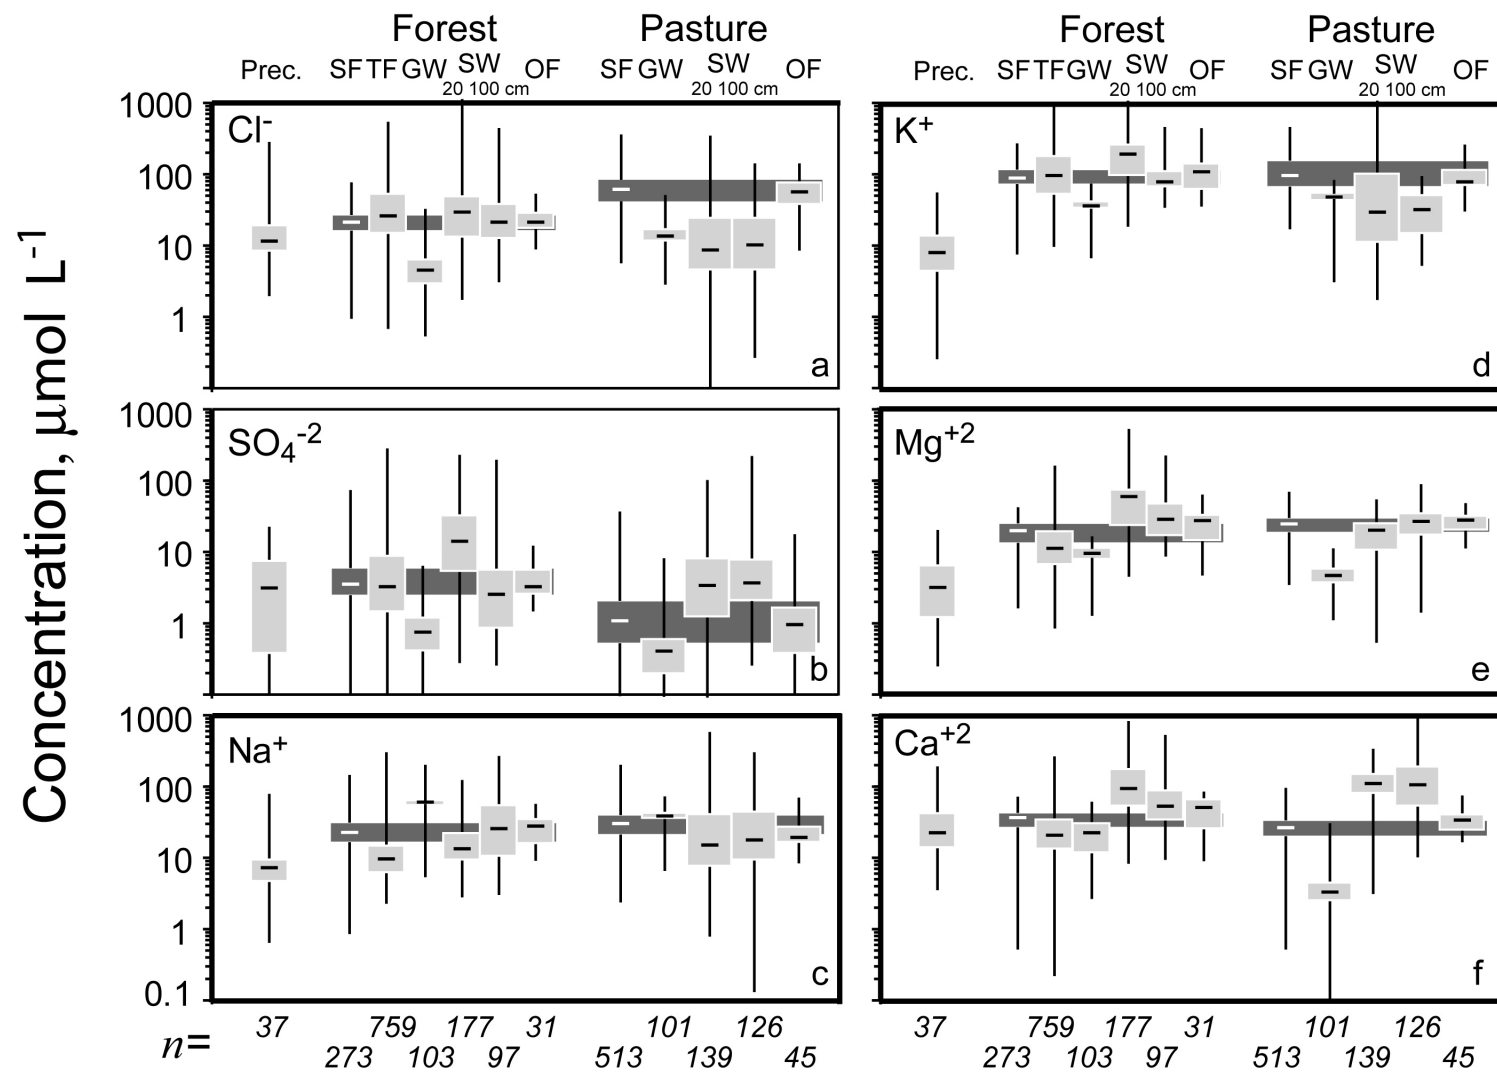 Forest Pasture Forest Pasture
Prec. SF TF GW SW OF SF GW SW OF Prec. SF TF GW SW OF SF GW SW OF
20 100 cm 20 100 cm 20 100 cm 20 100 cm
Concentration, μmol L⁻¹
1000
100
10
1
Cl⁻
a
K⁺
d
1000
100
10
1
SO₄⁻²
b
Mg⁺²
e
1000
100
10
1
0.1
Na⁺
c
Ca⁺²
f
n=
37 759 177 31 101 126 37 759 177 31 101 126
273 103 97 513 139 45 273 103 97 513 139 45